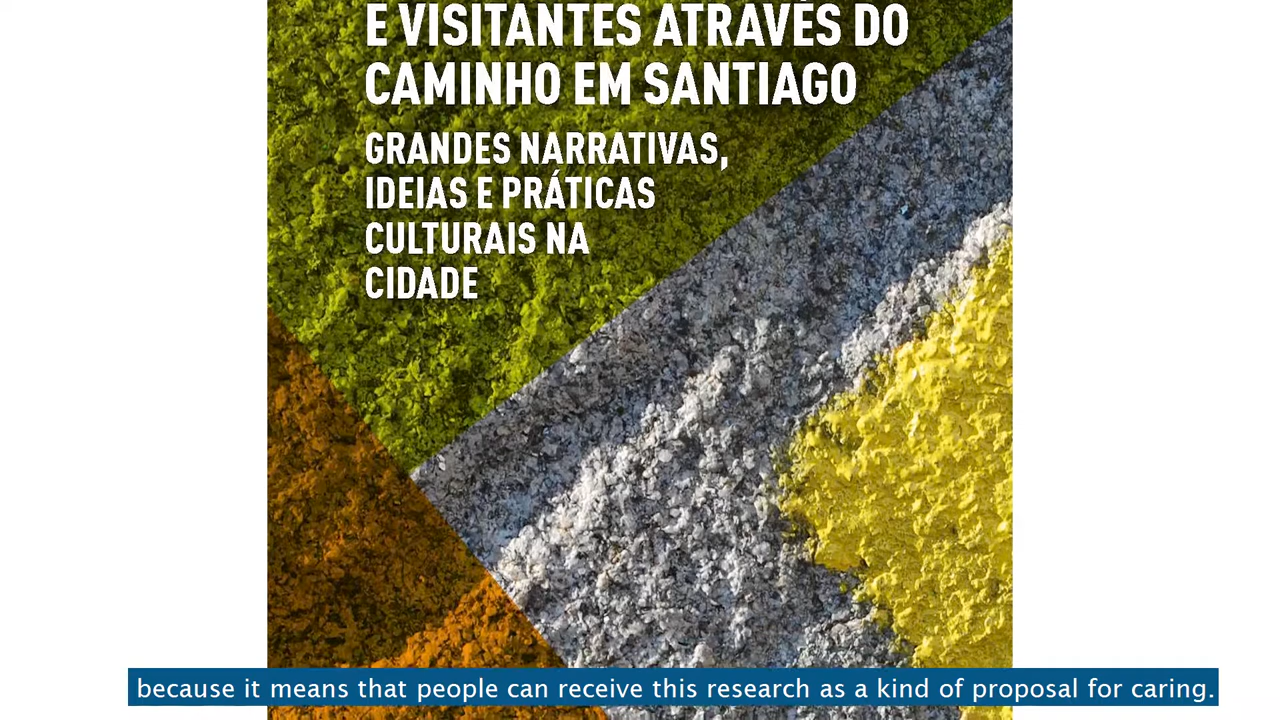 E VISITANTES ATRAVÉS DO
CAMINHO EM SANTIAGO
GRANDES NARRATIVAS,
IDEIAS E PRÁTICAS
CULTURAIS NA
CIDADE
because it means that people can receive this research as a kind of proposal for caring.